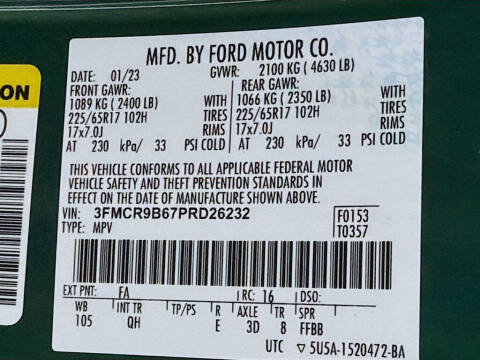 MFD. BY FORD MOTOR CO.
DATE: 01/23 GVWR: 2100 KG ( 4630 LB)
FRONT GAWR: REAR GAWR:
1089 KG ( 2400 LB) WITH 1066 KG ( 2350 LB) WITH
225/65R17 102H TIRES 225/65R17 102H TIRES
17x7.0J RIMS 17x7.0J RIMS
AT 230 kPa/ 33 PSI COLD AT 230 kPa/ 33 PSI COLD
THIS VEHICLE CONFORMS TO ALL APPLICABLE FEDERAL MOTOR
VEHICLE SAFETY AND THEFT PREVENTION STANDARDS IN
EFFECT ON THE DATE OF MANUFACTURE SHOWN ABOVE.
VIN: 3FMCR9B67PRD26232 F0153
TYPE: MPV T0357
EXT PNT: FA RC: 16 DSO:
WB INT TR TP/PS R AXLE TR SPR
105 QH E 3D 8 FFBB
UTC ▽5U5A-1520472-BA
ON